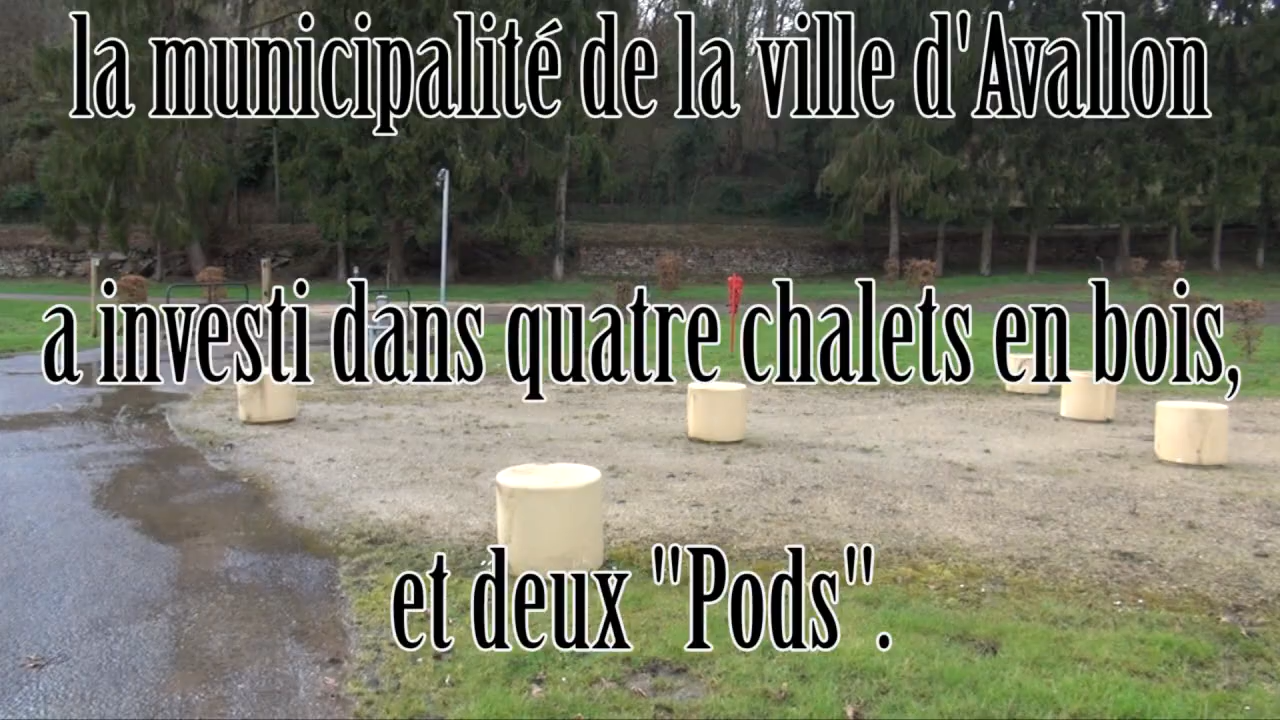 la municipalité de la ville d'Avallon
a investi dans quatre chalets en bois,
et deux "Pods".